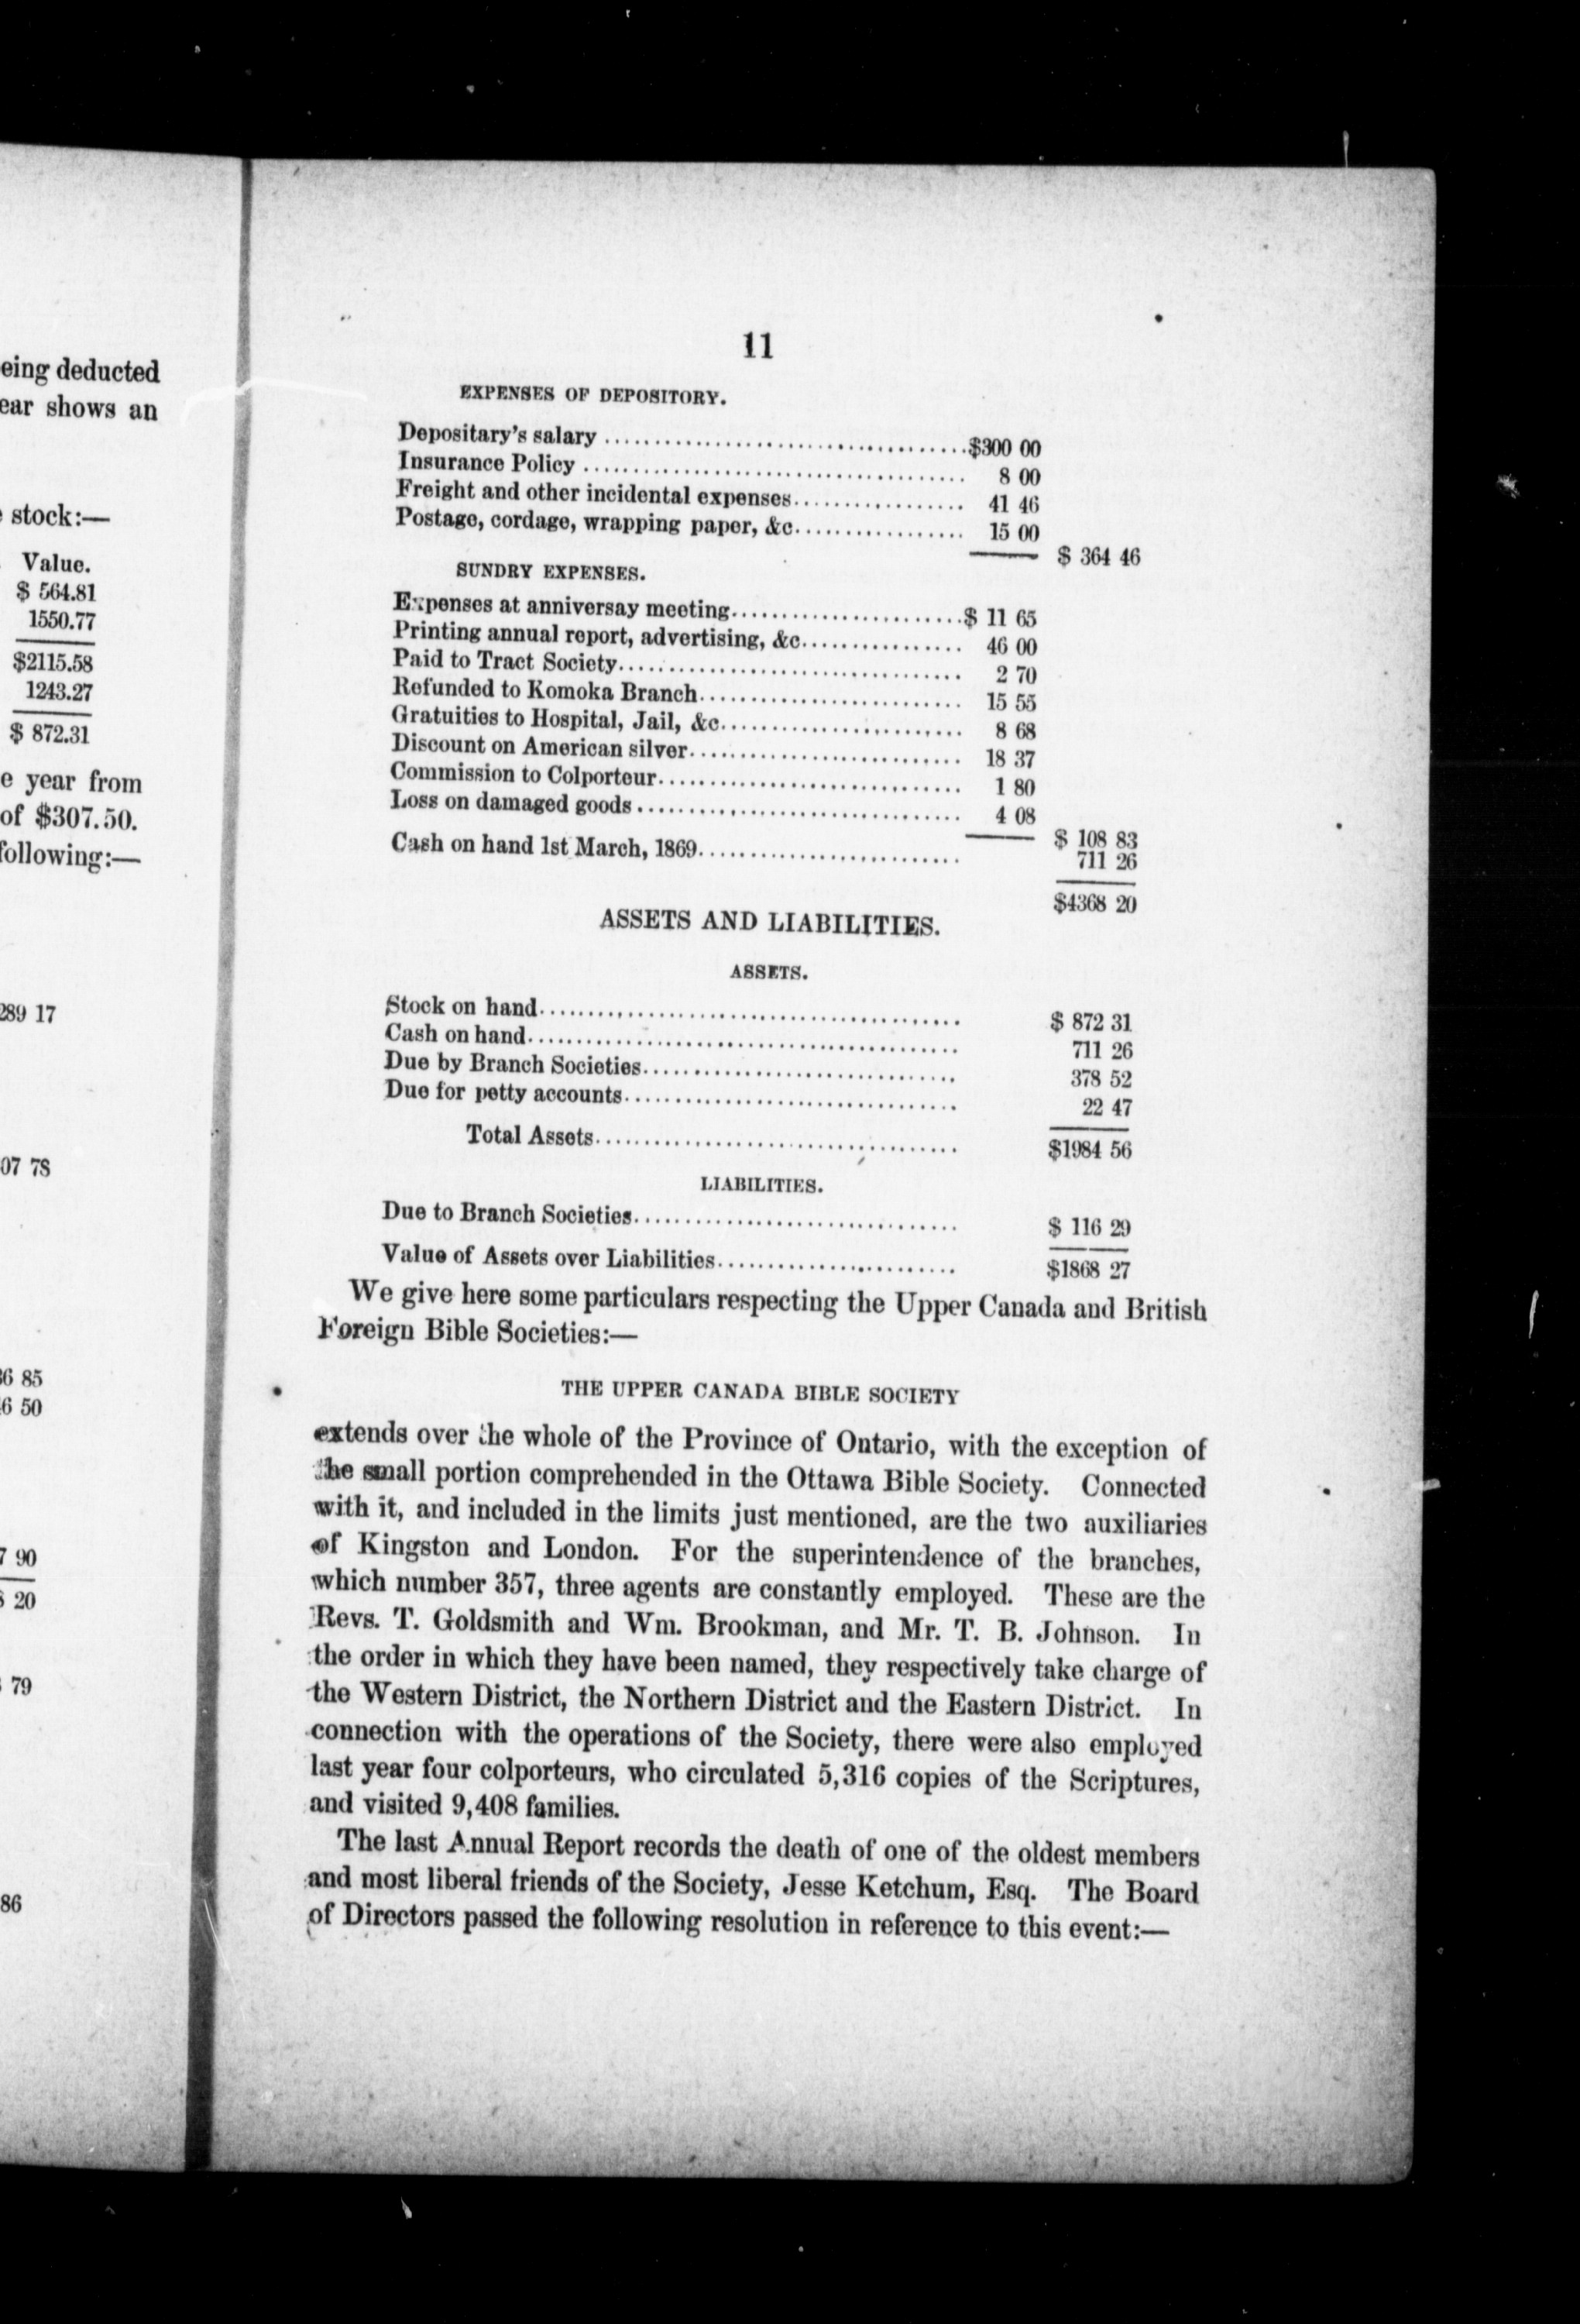 eing deducted
ear shows an
stock:—
Value.
$ 564.81
1550.77
$2115.58
1243.27
$ 872.31
e year from
of $307.50.
following:—
289 17
07 78
36 85
6 50
7 90
20
79
86
11
EXPENSES OF DEPOSITORY.
Depositary's salary .....................................$300 00
Insurance Policy ....................................... 8 00
Freight and other incidental expenses................. 41 46
Postage, cordage, wrapping paper, &c................. 15 00
$ 364 46
SUNDRY EXPENSES.
Expenses at anniversay meeting.......................$ 11 65
Printing annual report, advertising, &c................ 46 00
Paid to Tract Society................................... 2 70
Refunded to Komoka Branch........................... 15 55
Gratuities to Hospital, Jail, &c......................... 8 68
Discount on American silver............................ 18 37
Commission to Colporteur............................... 1 80
Loss on damaged goods ................................. 4 08
$ 108 83
Cash on hand 1st March, 1869.......................... 711 26
$4368 20
ASSETS AND LIABILITIES.
ASSETS.
Stock on hand.......................................... $ 872 31
Cash on hand........................................... 711 26
Due by Branch Societies................................ 378 52
Due for petty accounts.................................. 22 47
Total Assets.................................... $1984 56
LIABILITIES.
Due to Branch Societies................................ $ 116 29
Value of Assets over Liabilities........................ $1868 27
We give here some particulars respecting the Upper Canada and British
Foreign Bible Societies:—
THE UPPER CANADA BIBLE SOCIETY
extends over the whole of the Province of Ontario, with the exception of
the small portion comprehended in the Ottawa Bible Society. Connected
with it, and included in the limits just mentioned, are the two auxiliaries
of Kingston and London. For the superintendence of the branches,
which number 357, three agents are constantly employed. These are the
Revs. T. Goldsmith and Wm. Brookman, and Mr. T. B. Johnson. In
the order in which they have been named, they respectively take charge of
the Western District, the Northern District and the Eastern District. In
connection with the operations of the Society, there were also employed
last year four colporteurs, who circulated 5,316 copies of the Scriptures,
and visited 9,408 families.
The last Annual Report records the death of one of the oldest members
and most liberal friends of the Society, Jesse Ketchum, Esq. The Board
of Directors passed the following resolution in reference to this event:—